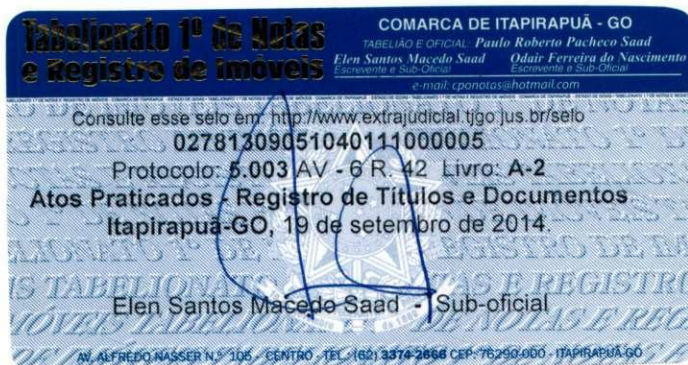 Tabelionato 1º de Notas
e Registro de Imóveis
COMARCA DE ITAPIRAPUÃ - GO
TABELIÃO E OFICIAL: Paulo Roberto Pacheco Saad
Elen Santos Macedo Saad Odair Ferreira do Nascimento
Escrevente e Sub-Oficial Escrevente e Sub-Oficial
e-mail: cponotas@hotmail.com
Consulte esse selo em: http://www.extrajudicial.tjgo.jus.br/selo
02781309051040111000005
Protocolo: 5.003 AV - 6 R. 42 Livro: A-2
Atos Praticados - Registro de Títulos e Documentos
Itapirapuã-GO, 19 de setembro de 2014.
Elen Santos Macedo Saad - Sub-oficial
AV. ALFREDO NASSER N.º 106 - CENTRO - TEL.: (62) 3374-2666 CEP: 76290-000 - ITAPIRAPUÃ-GO